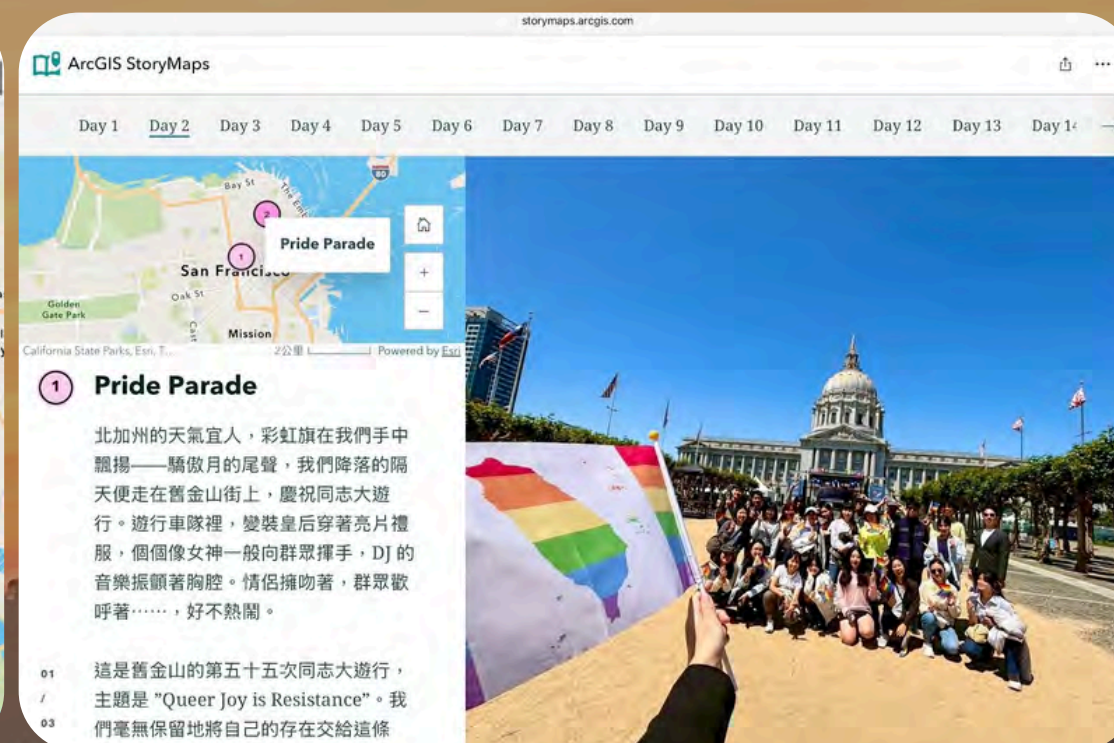 storymaps.arcgis.com
ArcGIS StoryMaps
Day 1 Day 2 Day 3 Day 4 Day 5 Day 6 Day 7 Day 8 Day 9 Day 10 Day 11 Day 12 Day 13 Day 14
Bay St
80
2
Pride Parade
1
San Francisco
Oak St
Golden
Gate Park
Mission
California State Parks, Esri, T...
2公里
Powered by Esri
1 Pride Parade
北加州的天氣宜人，彩虹旗在我們手中
飄揚——驕傲月的尾聲，我們降落的隔
天便走在舊金山街上，慶祝同志大遊
行。遊行車隊裡，變裝皇后穿著亮片禮
服，個個像女神一般向群眾揮手，DJ 的
音樂振顫著胸腔。情侶擁吻著，群眾歡
呼著……，好不熱鬧。
這是舊金山的第五十五次同志大遊行，
主題是 "Queer Joy is Resistance"。我
們毫無保留地將自己的存在交給這條
01
/
03